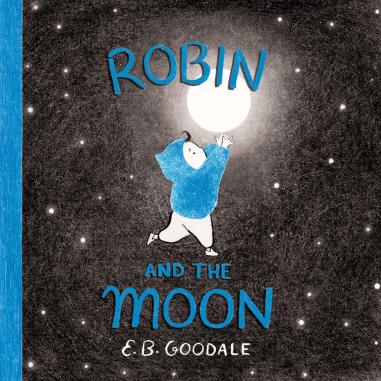 ROBIN
AND THE
MOON
E. B. GOODALE